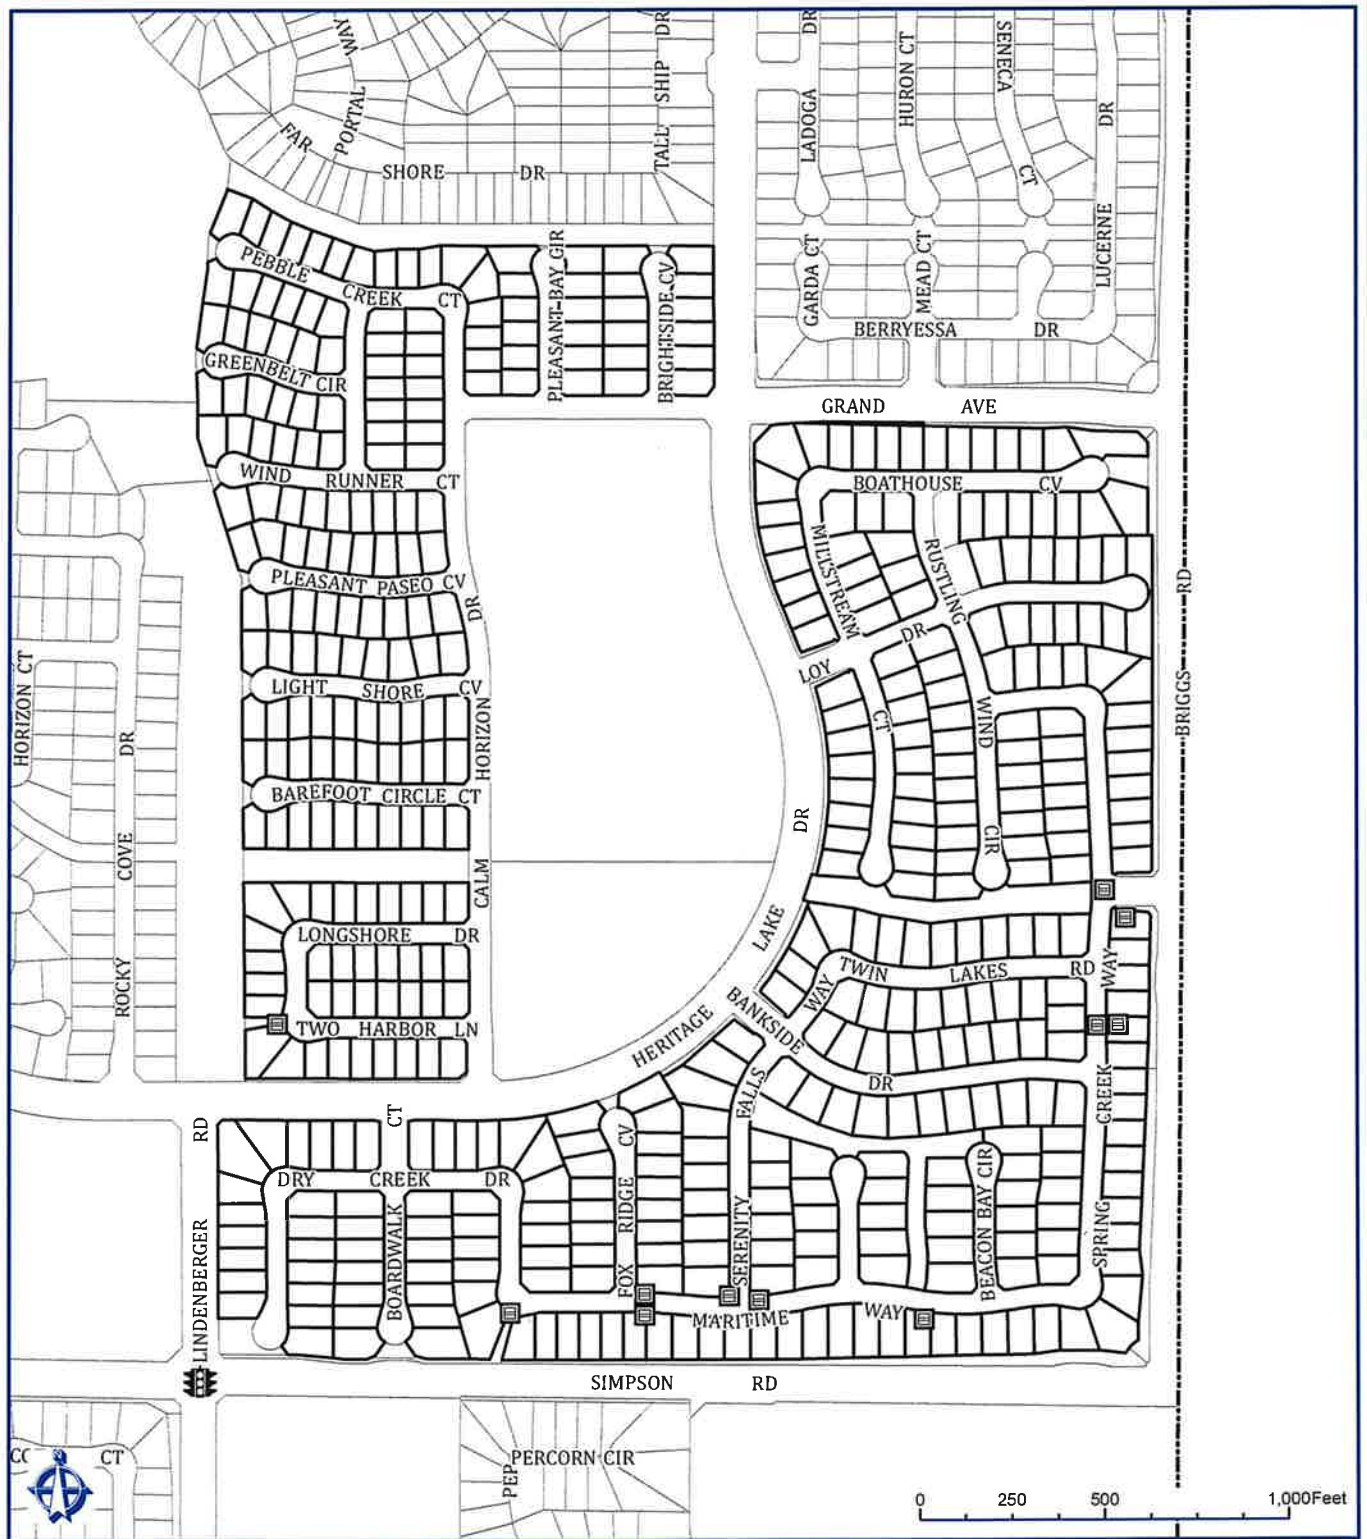 WAY
PORTAL
FAR
SHORE DR
TALL SHIP DR
LADOGA DR
HURON CT
SENECA CT
DR
LUCERNE
GARDA CT
MEAD CT
BERRYESSA DR
PEBBLE CREEK CT
PLEASANT BAY CIR
BRIGHTSIDE CV
GREENBELT CIR
GRAND AVE
WIND RUNNER CT
BOATHOUSE CV
MILLSTREAM
RUSTLING
PLEASANT PASEO CV
DR
DR
LOY
RD
BRIGGS
HORIZON CT
LIGHT SHORE CV
CT
WIND
HORIZON
DR
BAREFOOT CIRCLE CT
DR
CIR
COVE
CALM
LAKE
LONGSHORE DR
TWIN LAKES RD
WAY
WAY
ROCKY
BANKSIDE
TWO HARBOR LN
HERITAGE
DR
FALLS
CREEK
CT
RD
CV
DRY CREEK DR
RIDGE
BEACON BAY CIR
BOARDWALK
SERENITY
SPRING
LINDENBERGER
FOX
MARITIME WAY
SIMPSON RD
CT
PEP
PERCORN CIR
0 250 500 1,000Feet